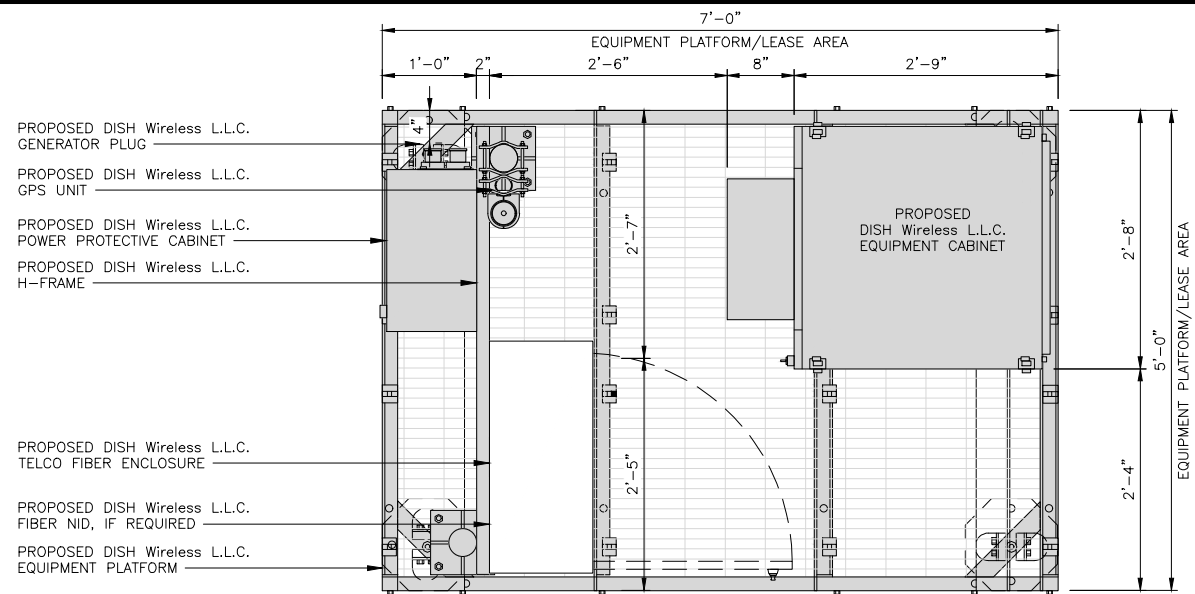 7'-0"
EQUIPMENT PLATFORM/LEASE AREA
1'-0"
2"
2'-6"
8"
2'-9"
4"
PROPOSED DISH Wireless L.L.C.
GENERATOR PLUG
PROPOSED DISH Wireless L.L.C.
GPS UNIT
PROPOSED DISH Wireless L.L.C.
POWER PROTECTIVE CABINET
PROPOSED DISH Wireless L.L.C.
H-FRAME
PROPOSED DISH Wireless L.L.C.
TELCO FIBER ENCLOSURE
PROPOSED DISH Wireless L.L.C.
FIBER NID, IF REQUIRED
PROPOSED DISH Wireless L.L.C.
EQUIPMENT PLATFORM
2'-7"
2'-5"
PROPOSED
DISH Wireless L.L.C.
EQUIPMENT CABINET
2'-8"
2'-4"
5'-0"
EQUIPMENT PLATFORM/LEASE AREA